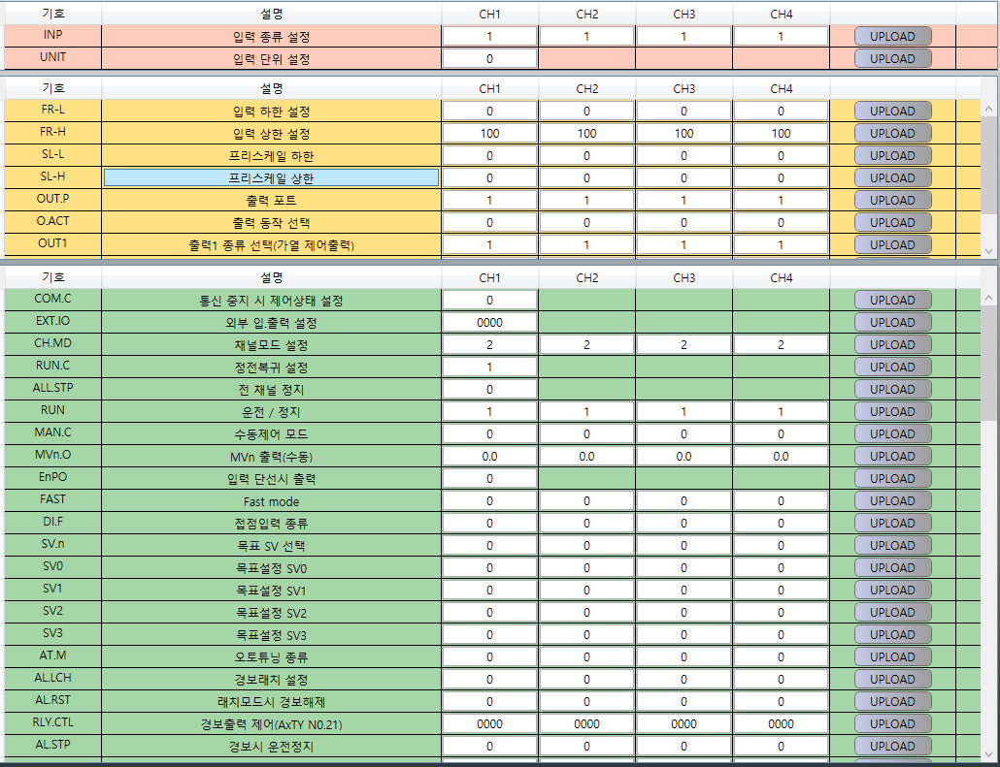 기호 설명 CH1 CH2 CH3 CH4
INP 입력 종류 설정 1 1 1 1 UPLOAD
UNIT 입력 단위 설정 0 UPLOAD
기호 설명 CH1 CH2 CH3 CH4
FR-L 입력 하한 설정 0 0 0 0 UPLOAD
FR-H 입력 상한 설정 100 100 100 100 UPLOAD
SL-L 프리스케일 하한 0 0 0 0 UPLOAD
SL-H 프리스케일 상한 0 0 0 0 UPLOAD
OUT.P 출력 포트 1 1 1 1 UPLOAD
O.ACT 출력 동작 선택 0 0 0 0 UPLOAD
OUT1 출력1 종류 선택(가열 제어출력) 1 1 1 1 UPLOAD
기호 설명 CH1 CH2 CH3 CH4
COM.C 통신 중지 시 제어상태 설정 0 UPLOAD
EXT.IO 외부 입.출력 설정 0000 UPLOAD
CH.MD 채널모드 설정 2 2 2 2 UPLOAD
RUN.C 정전복귀 설정 1 UPLOAD
ALL.STP 전 채널 정지 0 UPLOAD
RUN 운전 / 정지 1 1 1 1 UPLOAD
MAN.C 수동제어 모드 0 0 0 0 UPLOAD
MVn.O MVn 출력(수동) 0.0 0.0 0.0 0.0 UPLOAD
EnPO 입력 단선시 출력 0 UPLOAD
FAST Fast mode 0 0 0 0 UPLOAD
DI.F 접점입력 종류 0 0 0 0 UPLOAD
SV.n 목표 SV 선택 0 0 0 0 UPLOAD
SV0 목표설정 SV0 0 0 0 0 UPLOAD
SV1 목표설정 SV1 0 0 0 0 UPLOAD
SV2 목표설정 SV2 0 0 0 0 UPLOAD
SV3 목표설정 SV3 0 0 0 0 UPLOAD
AT.M 오토튜닝 종류 0 0 0 0 UPLOAD
AL.LCH 경보래치 설정 0 0 0 0 UPLOAD
AL.RST 래치모드시 경보해제 0 0 0 0 UPLOAD
RLY.CTL 경보출력 제어(AxTY N0.21) 0000 0000 0000 0000 UPLOAD
AL.STP 경보시 운전정지 0 0 0 0 UPLOAD